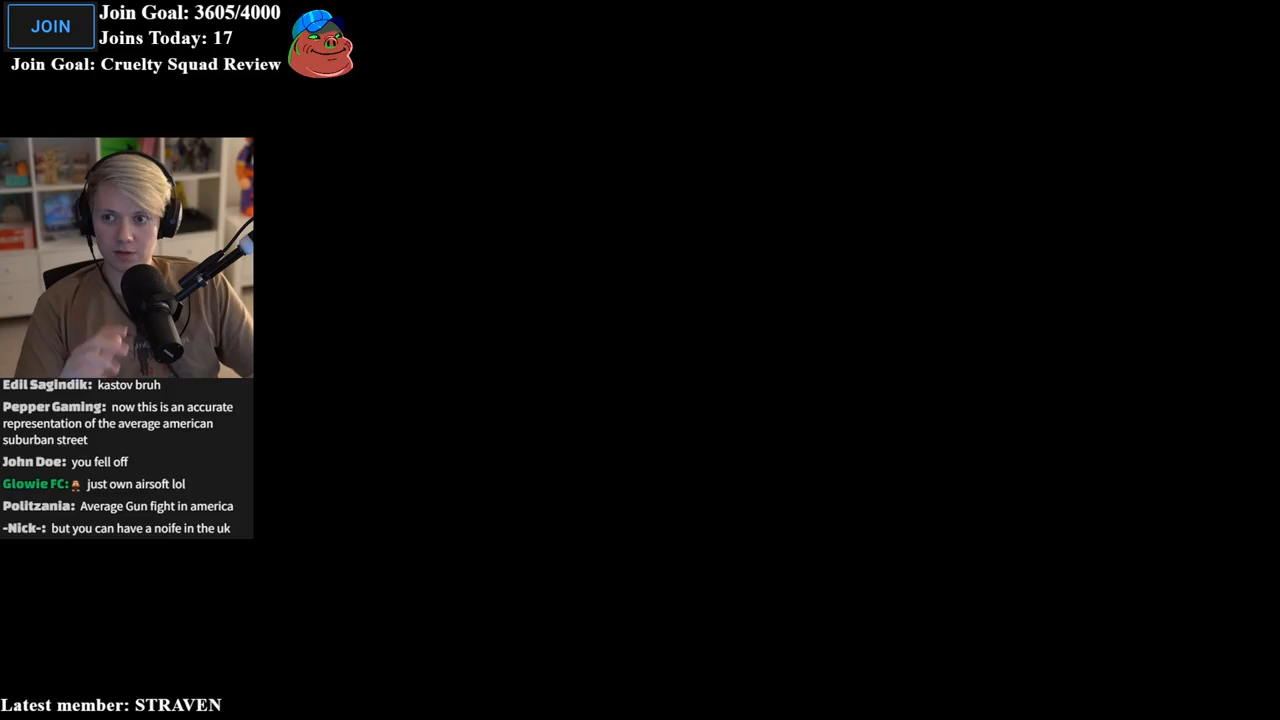 JOIN
Join Goal: 3605/4000
Joins Today: 17
Join Goal: Cruelty Squad Review
Edil Sagindik: kastov bruh
Pepper Gaming: now this is an accurate
representation of the average american
suburban street
John Doe: you fell off
Glowie FC: just own airsoft lol
Politzania: Average Gun fight in america
-Nick-: but you can have a noife in the uk
Latest member: STRAVEN